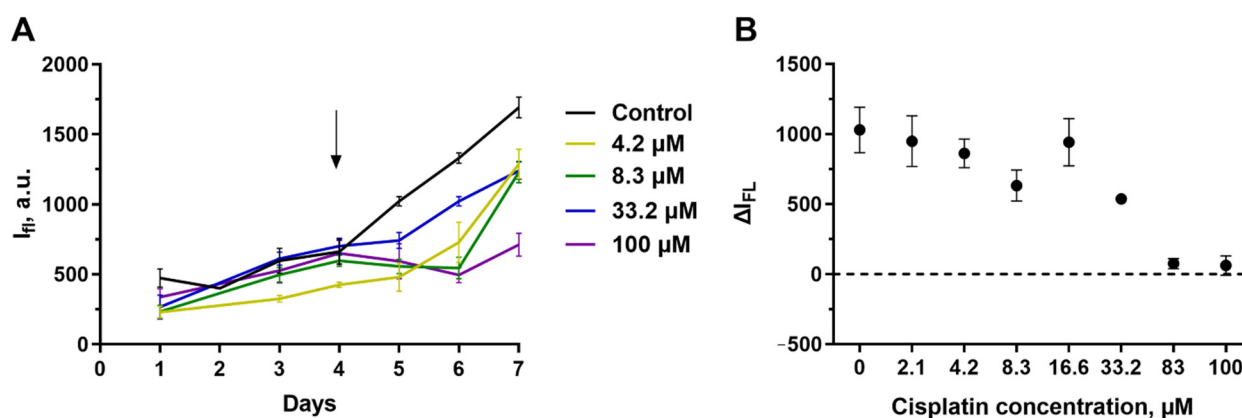 A
I_fl, a.u.
2000
1500
1000
500
0
0 1 2 3 4 5 6 7
Days
Control
4.2 µM
8.3 µM
33.2 µM
100 µM
B
ΔI_FL
1500
1000
500
0
−500
0 2.1 4.2 8.3 16.6 33.2 83 100
Cisplatin concentration, µM